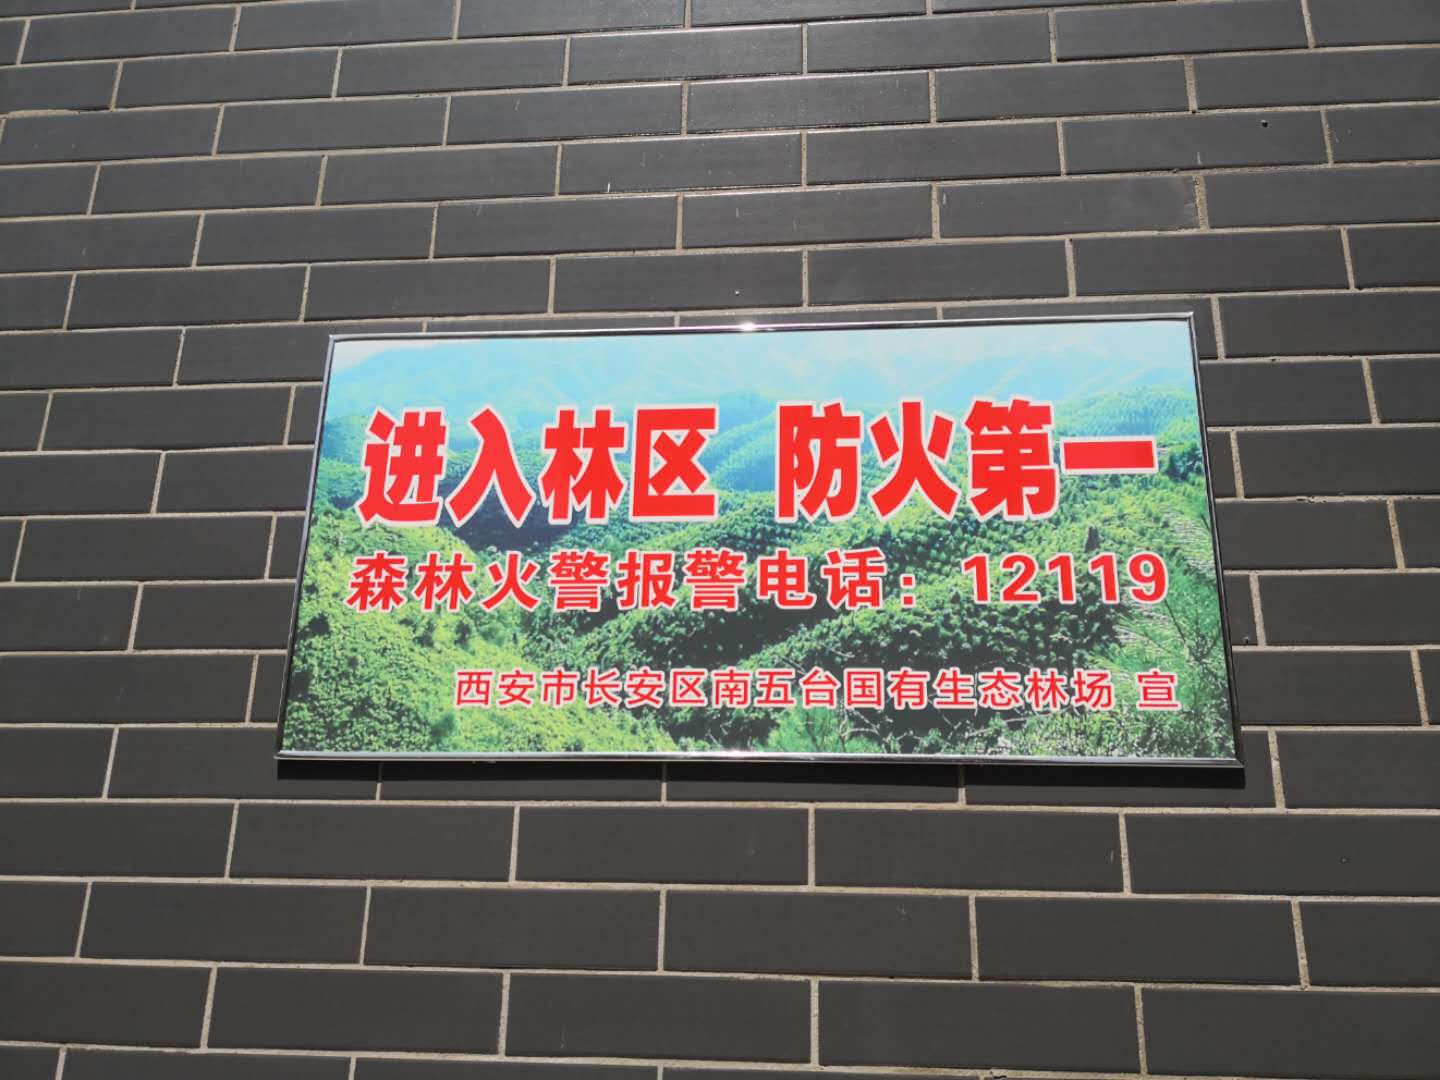 进入林区 防火第一
森林火警报警电话：12119
西安市长安区南五台国有生态林场 宣